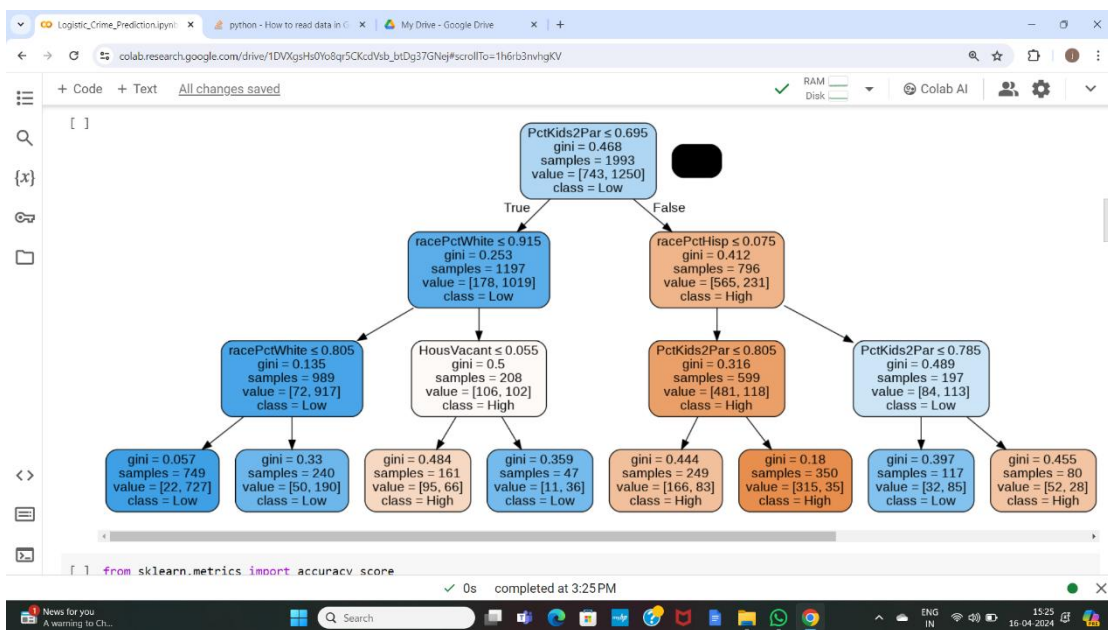 Logistic_Crime_Prediction.ipynb
python - How to read data in G
My Drive - Google Drive
colab.research.google.com/drive/1DVXgsHs0Yo8qr5CKcdVsb_btDg37GNej#scrollTo=1h6rb3nvhgKV
+ Code + Text All changes saved
RAM
Disk
Colab AI
[ ]
PctKids2Par ≤ 0.695
gini = 0.468
samples = 1993
value = [743, 1250]
class = Low
True
False
racePctWhite ≤ 0.915
gini = 0.253
samples = 1197
value = [178, 1019]
class = Low
racePctHisp ≤ 0.075
gini = 0.412
samples = 796
value = [565, 231]
class = High
racePctWhite ≤ 0.805
gini = 0.135
samples = 989
value = [72, 917]
class = Low
HousVacant ≤ 0.055
gini = 0.5
samples = 208
value = [106, 102]
class = High
PctKids2Par ≤ 0.805
gini = 0.316
samples = 599
value = [481, 118]
class = High
PctKids2Par ≤ 0.785
gini = 0.489
samples = 197
value = [84, 113]
class = Low
gini = 0.057
samples = 749
value = [22, 727]
class = Low
gini = 0.33
samples = 240
value = [50, 190]
class = Low
gini = 0.484
samples = 161
value = [95, 66]
class = High
gini = 0.359
samples = 47
value = [11, 36]
class = Low
gini = 0.444
samples = 249
value = [166, 83]
class = High
gini = 0.18
samples = 350
value = [315, 35]
class = High
gini = 0.397
samples = 117
value = [32, 85]
class = Low
gini = 0.455
samples = 80
value = [52, 28]
class = High
[ ] from sklearn.metrics import accuracy_score
0s completed at 3:25 PM
News for you
A warning to Ch...
Search
ENG
IN
15:25
16-04-2024